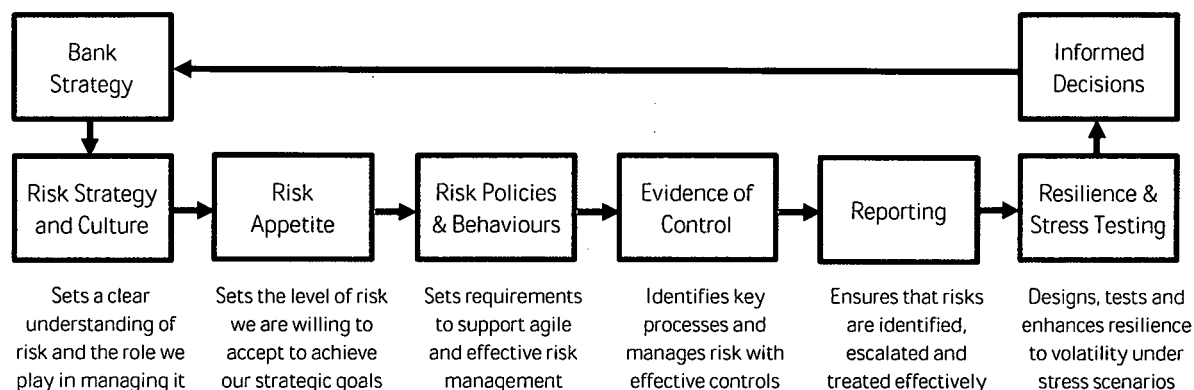 Bank
Strategy
Informed
Decisions
Risk Strategy
and Culture
Risk
Appetite
Risk Policies
& Behaviours
Evidence of
Control
Reporting
Resilience &
Stress Testing
Sets a clear
understanding of
risk and the role we
play in managing it
Sets the level of risk
we are willing to
accept to achieve
our strategic goals
Sets requirements
to support agile
and effective risk
management
Identifies key
processes and
manages risk with
effective controls
Ensures that risks
are identified,
escalated and
treated effectively
Designs, tests and
enhances resilience
to volatility under
stress scenarios